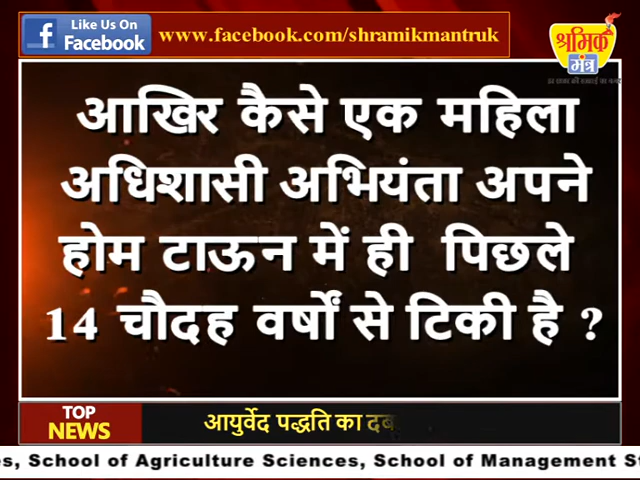 Like Us On
Facebook
www.facebook.com/shramikmantruk
श्रमिक
मंत्र
आखिर कैसे एक महिला
अधिशासी अभियंता अपने
होम टाऊन में ही पिछले
14 चौदह वर्षों से टिकी है ?
TOP
NEWS
आयुर्वेद पद्धति का
es, School of Agriculture Sciences, School of Management St